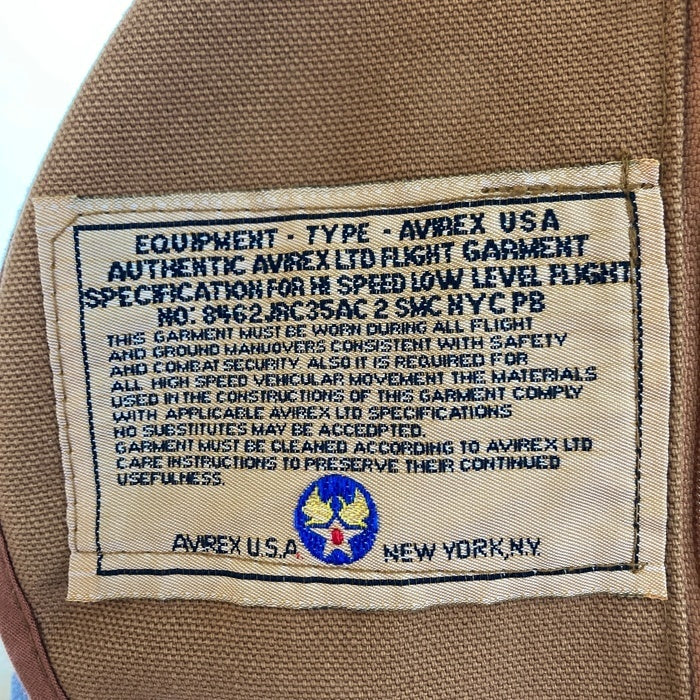 EQUIPMENT - TYPE - AVIREX USA
AUTHENTIC AVIREX LTD FLIGHT GARMENT
SPECIFICATION FOR HI SPEED LOW LEVEL FLIGHT
NO: 8462JRC35AC 2 SMC NYC PB
THIS GARMENT MUST BE WORN DURING ALL FLIGHT
AND GROUND MANUOVERS CONSISTENT WITH SAFETY
AND COMBAT SECURITY. ALSO IT IS REQUIRED FOR
ALL HIGH SPEED VEHICULAR MOVEMENT THE MATERIALS
USED IN THE CONSTRUCTIONS OF THIS GARMENT COMPLY
WITH APPLICABLE AVIREX LTD SPECIFICATIONS
NO SUBSTITUTES MAY BE ACCEDPTED.
GARMENT MUST BE CLEANED ACCORDING TO AVIREX LTD
CARE INSTRUCTIONS TO PRESERVE THEIR CONTINUED
USEFULNESS.
AVIREX U.S.A. NEW YORK, N.Y.